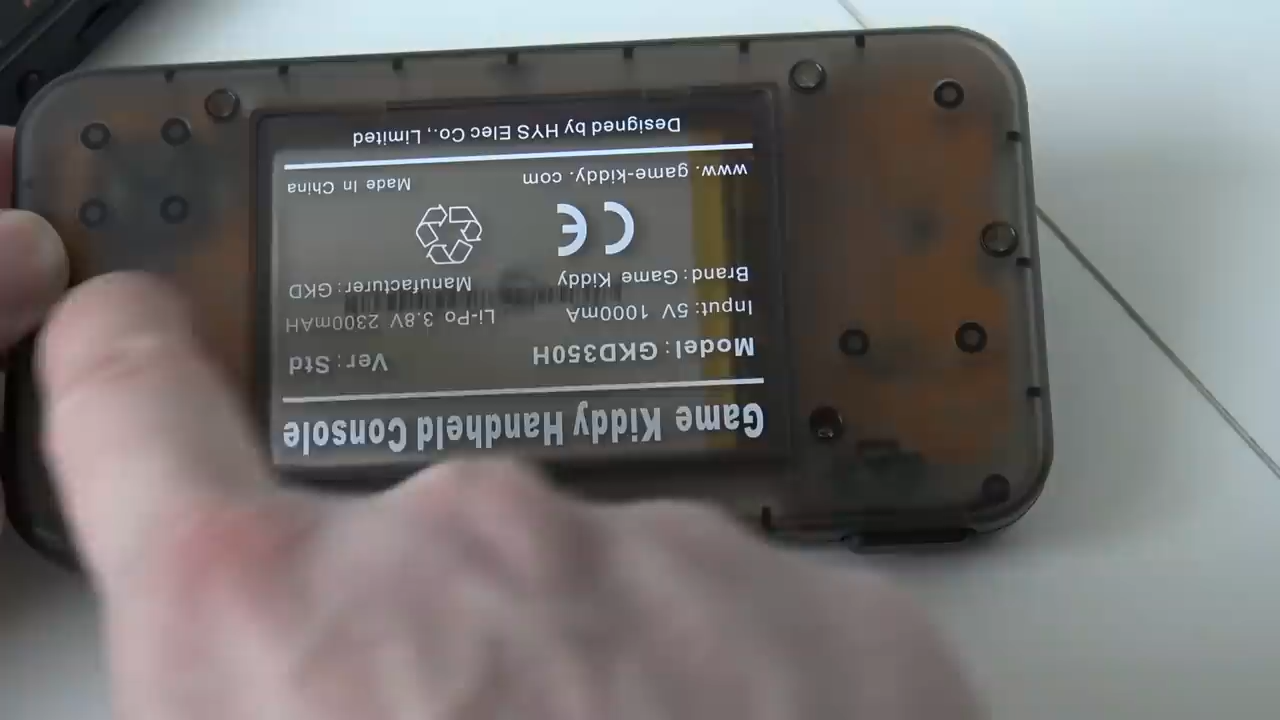 Game Kiddy Handheld Console
Model: GKD350H Ver: Std
Input: 5V 1000mA Li-Po 3.8V 2300mAH
Brand: Game Kiddy Manufacturer: GKD
CE
www.game-kiddy.com Made In China
Designed by HYS Elec Co., Limited